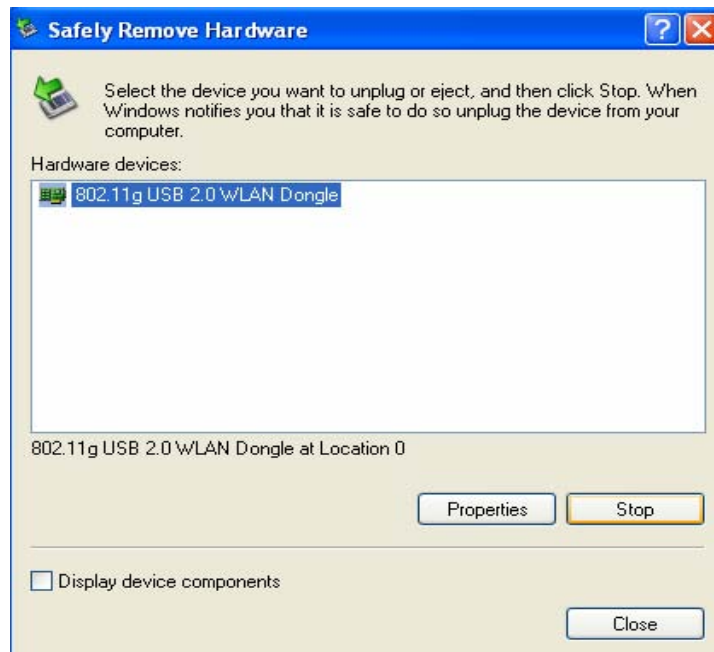 Safely Remove Hardware
Select the device you want to unplug or eject, and then click Stop. When
Windows notifies you that it is safe to do so unplug the device from your
computer.
Hardware devices:
802.11g USB 2.0 WLAN Dongle
802.11g USB 2.0 WLAN Dongle at Location 0
Properties Stop
Display device components
Close